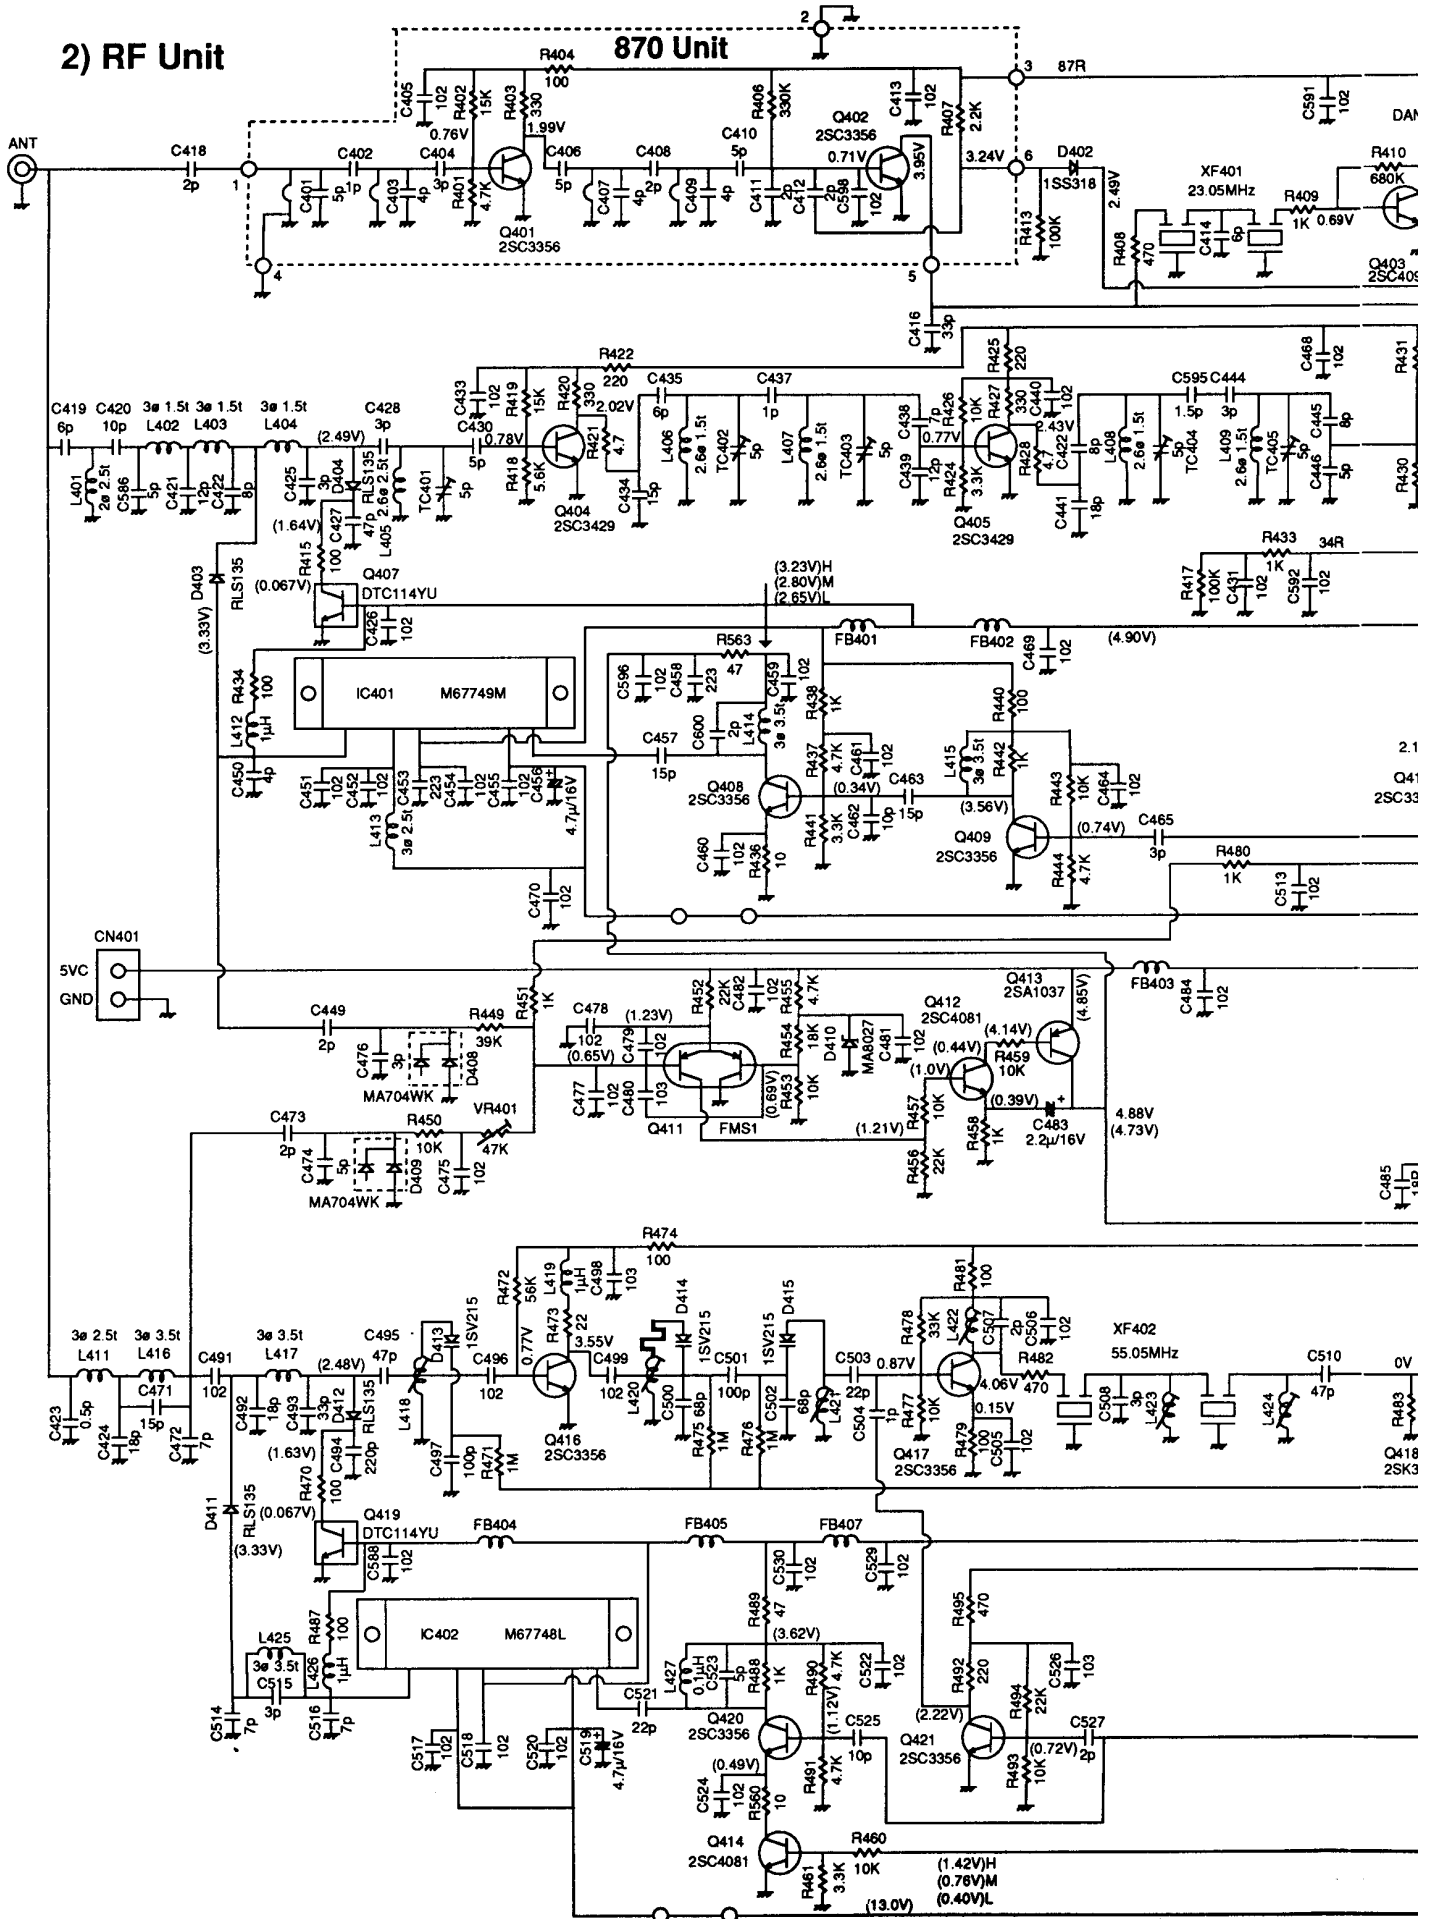 2) RF Unit
870 Unit
2
R404
100
3
87R
C405
102
R402
15K
R403
330
R406
330K
C413
102
R407
2.2K
C591
102
DAN
ANT
0.76V
1.99V
C410
5p
Q402
2SC3356
C418
2p
1
C402
1p
C404
3p
C406
5p
C408
2p
0.71V
3.95V
3.24V
6
D402
1SS318
XF401
23.05MHz
R410
680K
C401
5p
C403
4p
R401
4.7K
C407
4p
C409
4p
C411
2p
C412
2p
C598
102
R413
100K
2.49V
R409
1K
0.69V
Q401
2SC3356
R408
470
C414
6p
Q403
2SC409
4
5
C416
33p
R425
220
C468
102
R431
R422
220
C433
102
R419
15K
R420
330
2.02V
C435
6p
C437
1p
C438
7p
R426
10K
R427
330
C440
102
2.43V
C595
1.5p
C444
3p
C445
8p
C419
6p
C420
10p
3ø 1.5t
L402
3ø 1.5t
L403
3ø 1.5t
L404
(2.49V)
C428
3p
C430
5p
0.78V
R421
4.7
L406
2.6ø 1.5t
TC402
5p
L407
2.6ø 1.5t
TC403
5p
0.77V
C439
12p
R424
3.3K
R428
4.7
C422
8p
L408
2.6ø 1.5t
TC404
5p
L409
2.6ø 1.5t
TC405
5p
C446
5p
R430
L401
2ø 2.5t
C586
5p
C421
12p
C422
8p
C425
3p
D404
RLS135
2.6ø 2.5t
L405
TC401
5p
R418
5.6K
Q404
2SC3429
C434
15p
Q405
2SC3429
C441
18p
(1.64V)
C427
47p
R415
100
D403
RLS135
(0.067V)
Q407
DTC114YU
C426
102
(3.33V)
(3.23V)H
(2.80V)M
(2.65V)L
R433
1K
34R
R417
100K
C431
102
C592
102
FB401
FB402
C469
102
(4.90V)
R434
100
L412
1µH
IC401
M67749M
R563
47
C596
102
C458
223
C459
102
R438
1K
R440
100
C600
2p
L414
3ø 3.5t
C450
4p
C451
102
C452
102
C453
223
C454
102
C455
102
C456
+
4.7µ/16V
C457
15p
R437
4.7K
C461
102
L415
3ø 3.5t
R442
1K
R443
10K
C464
102
2.1
Q41
2SC33
Q408
2SC3356
(0.34V)
C463
15p
(3.56V)
L413
3ø 2.5t
R441
3.3K
C462
10p
Q409
2SC3356
(0.74V)
C465
3p
C460
102
R436
10
R444
4.7K
R480
1K
C513
102
C470
102
CN401
5VC
GND
R451
1K
R452
22K
C482
102
R455
4.7K
Q413
2SA1037
(4.85V)
FB403
C484
102
C449
2p
R449
39K
C478
102
(1.23V)
C479
102
R454
18K
D410
MA8027
C481
102
Q412
2SC4081
(4.14V)
R459
10K
(0.44V)
(1.0V)
C476
3p
D408
MA704WK
(0.65V)
C477
102
C480
103
R453
10K
(0.69V)
Q411
FMS1
R457
10K
(0.39V)
+
C483
2.2µ/16V
4.88V
(4.73V)
C473
2p
R450
10K
VR401
47K
(1.21V)
R458
1K
R456
22K
C474
5p
D409
C475
102
MA704WK
C485
R474
100
R472
56K
L419
1µH
C498
103
D414
1SV215
D415
1SV215
R481
100
R478
33K
L422
C507
2p
C506
102
XF402
55.05MHz
3ø 2.5t
L411
3ø 3.5t
L416
3ø 3.5t
L417
(2.48V)
C495
47p
D413
1SV215
C496
102
0.77V
R473
22
3.55V
C499
102
C501
100p
C503
22p
0.87V
4.06V
R482
470
C510
47p
0V
C491
102
C471
15p
C423
0.5p
C424
18p
C472
7p
C492
18p
C493
33p
D412
RLS135
L418
L420
C500
68p
C502
68p
L421
C504
1p
R477
10K
0.15V
C508
3p
L423
L424
R483
(1.63V)
C494
220p
C497
100p
R471
1M
Q416
2SC3356
R475
1M
R476
1M
Q417
2SC3356
R479
100
C505
102
Q418
2SK3
R470
100
D411
RLS135
(0.067V)
(3.33V)
Q419
DTC114YU
C588
102
FB404
FB405
FB407
C530
102
C529
102
R487
100
IC402
M67748L
R489
47
(3.62V)
R495
470
L425
3ø 3.5t
C515
3p
L426
1µH
L427
0.1µH
C523
5p
R488
1K
R490
4.7K
C522
102
R492
220
R494
22K
C526
103
C514
7p
C516
7p
C521
22p
(1.12V)
Q420
2SC3356
C525
10p
(2.22V)
Q421
2SC3356
C527
2p
(0.72V)
C517
102
C518
102
C520
102
C519
+
4.7µ/16V
(0.49V)
R491
4.7K
R493
10K
C524
102
R560
10
Q414
2SC4081
R460
10K
R461
3.3K
(1.42V)H
(0.76V)M
(0.40V)L
(13.0V)